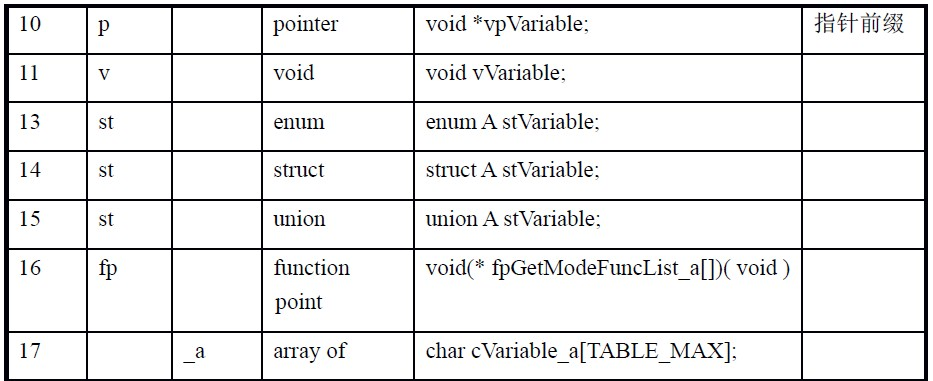 10 p pointer void *vpVariable; 指针前缀
11 v void void vVariable;
13 st enum enum A stVariable;
14 st struct struct A stVariable;
15 st union union A stVariable;
16 fp function void(* fpGetModeFuncList_a[])( void )
point
17 _a array of char cVariable_a[TABLE_MAX];